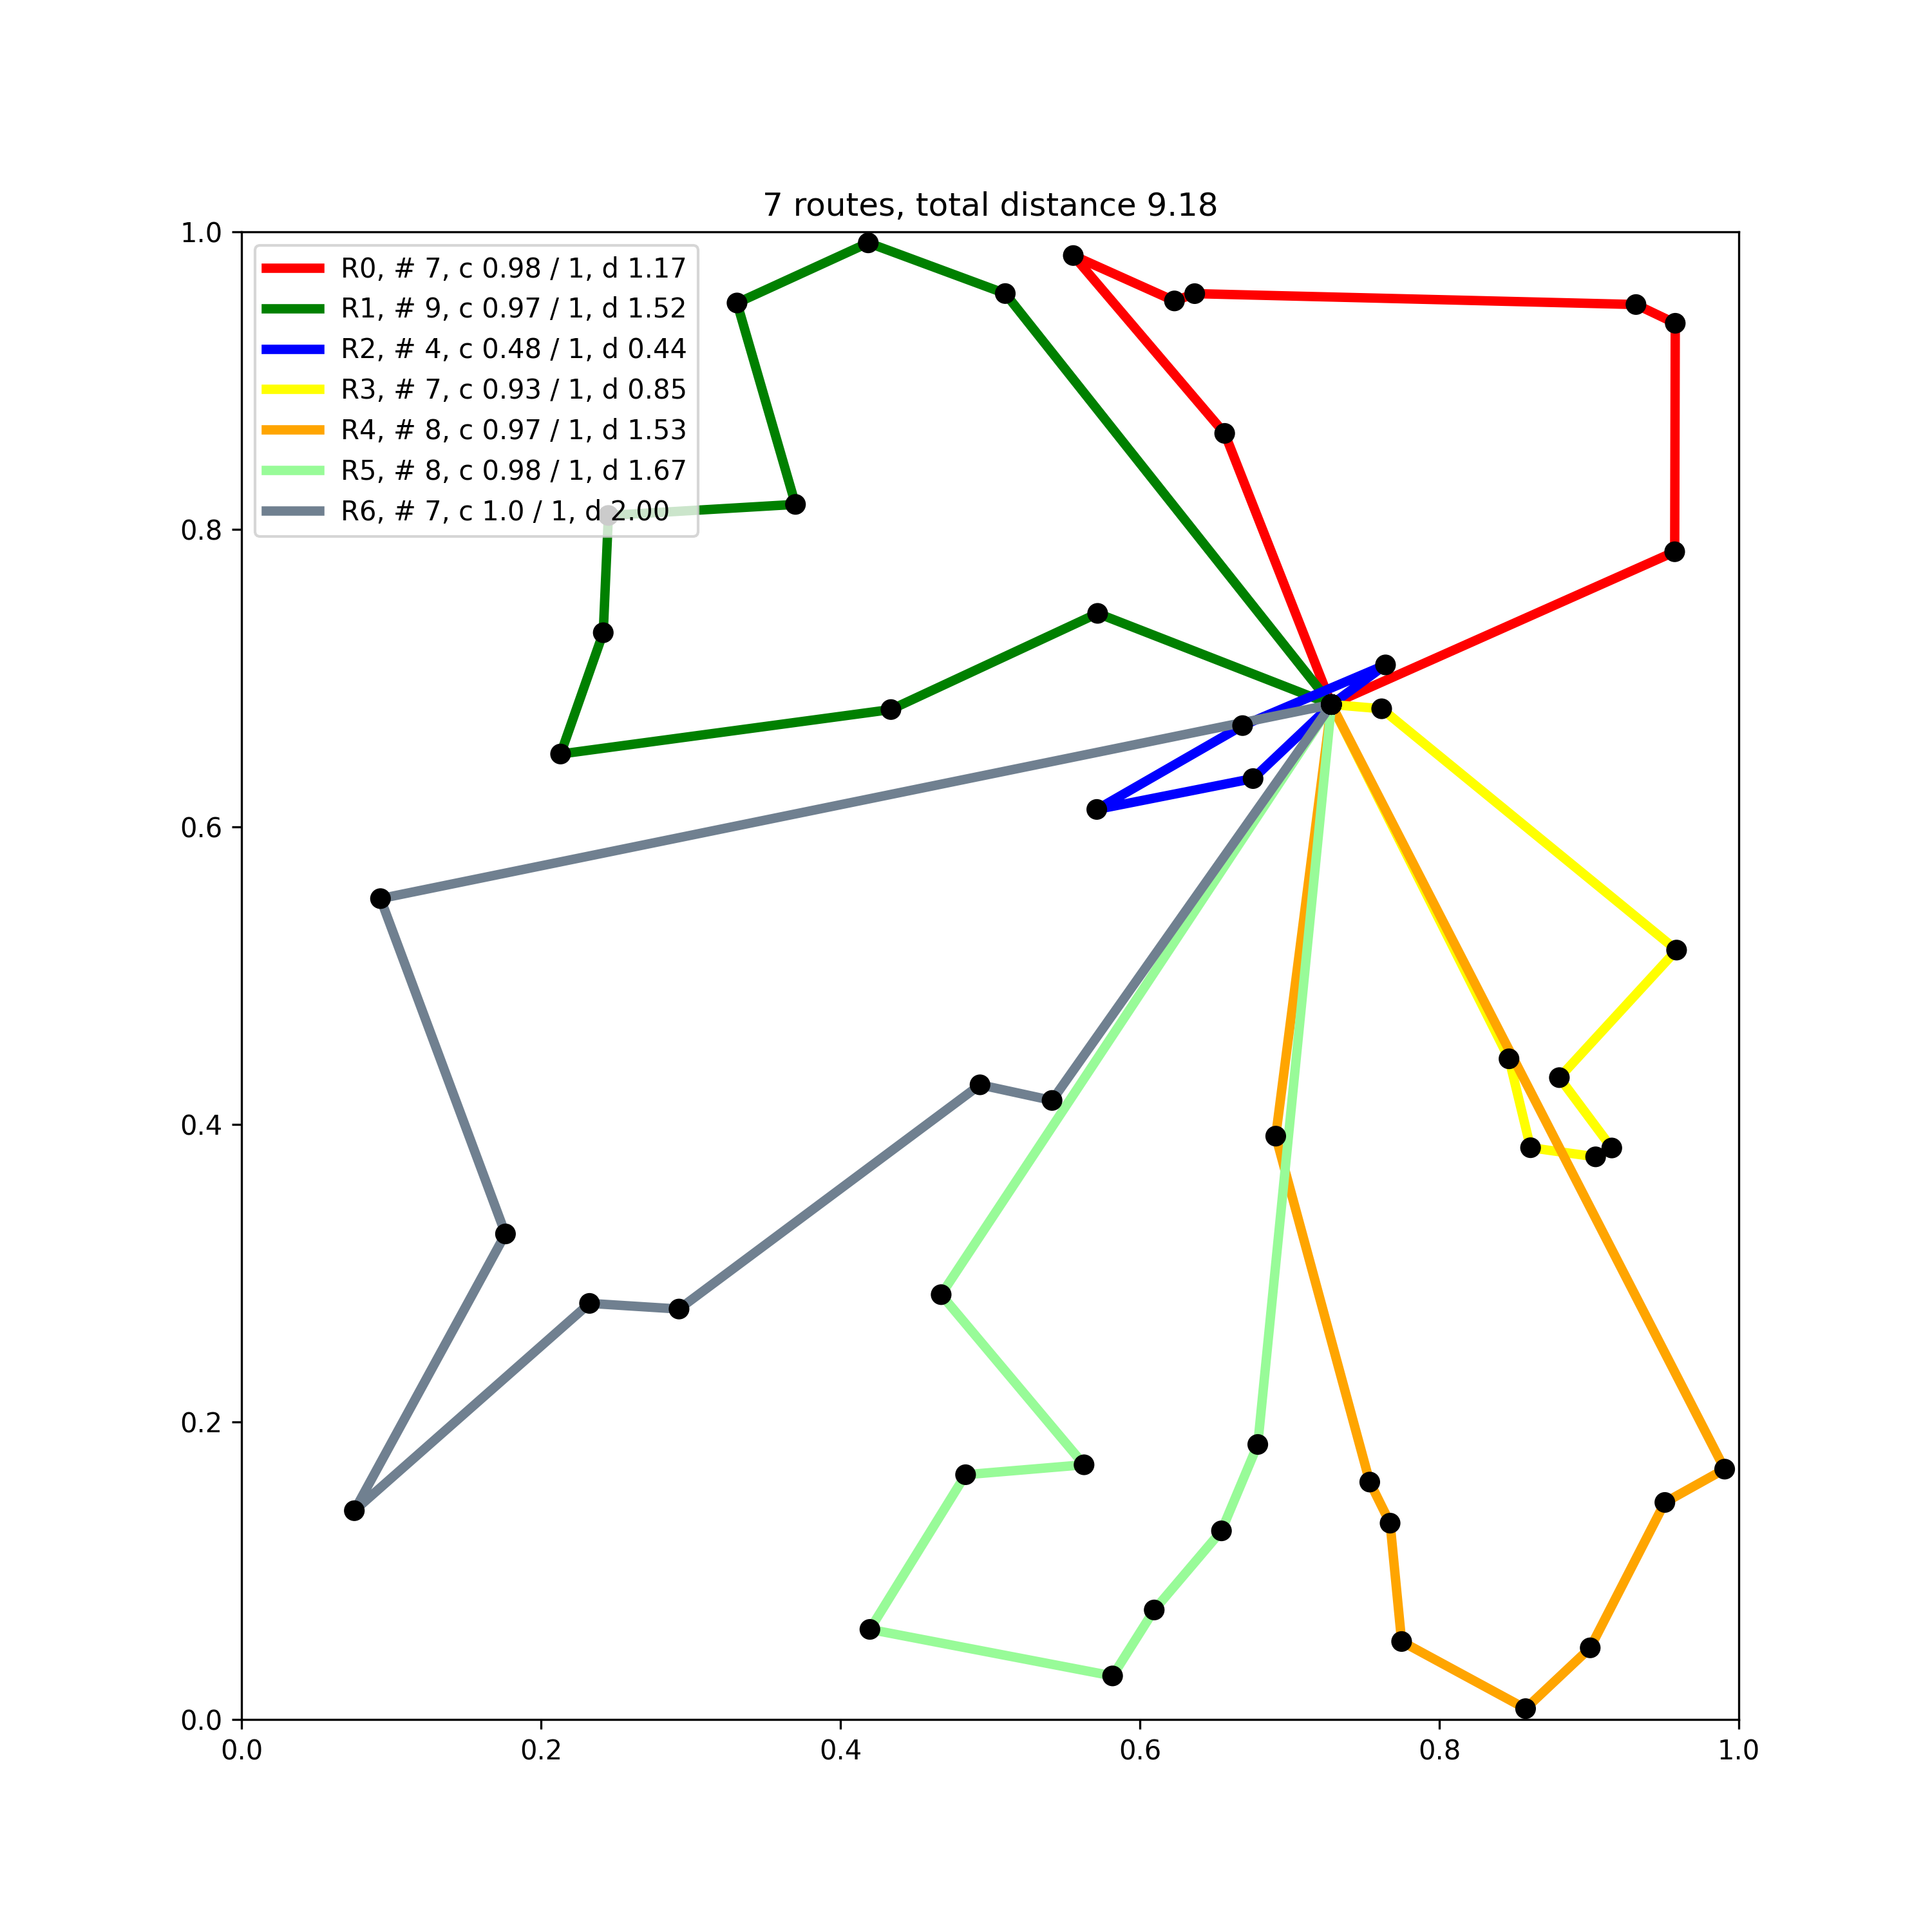 7 routes, total distance 9.18
1.0
0.8
0.6
0.4
0.2
0.0
R0, # 7, c 0.98 / 1, d 1.17
R1, # 9, c 0.97 / 1, d 1.52
R2, # 4, c 0.48 / 1, d 0.44
R3, # 7, c 0.93 / 1, d 0.85
R4, # 8, c 0.97 / 1, d 1.53
R5, # 8, c 0.98 / 1, d 1.67
R6, # 7, c 1.0 / 1, d 2.00
0.0 0.2 0.4 0.6 0.8 1.0